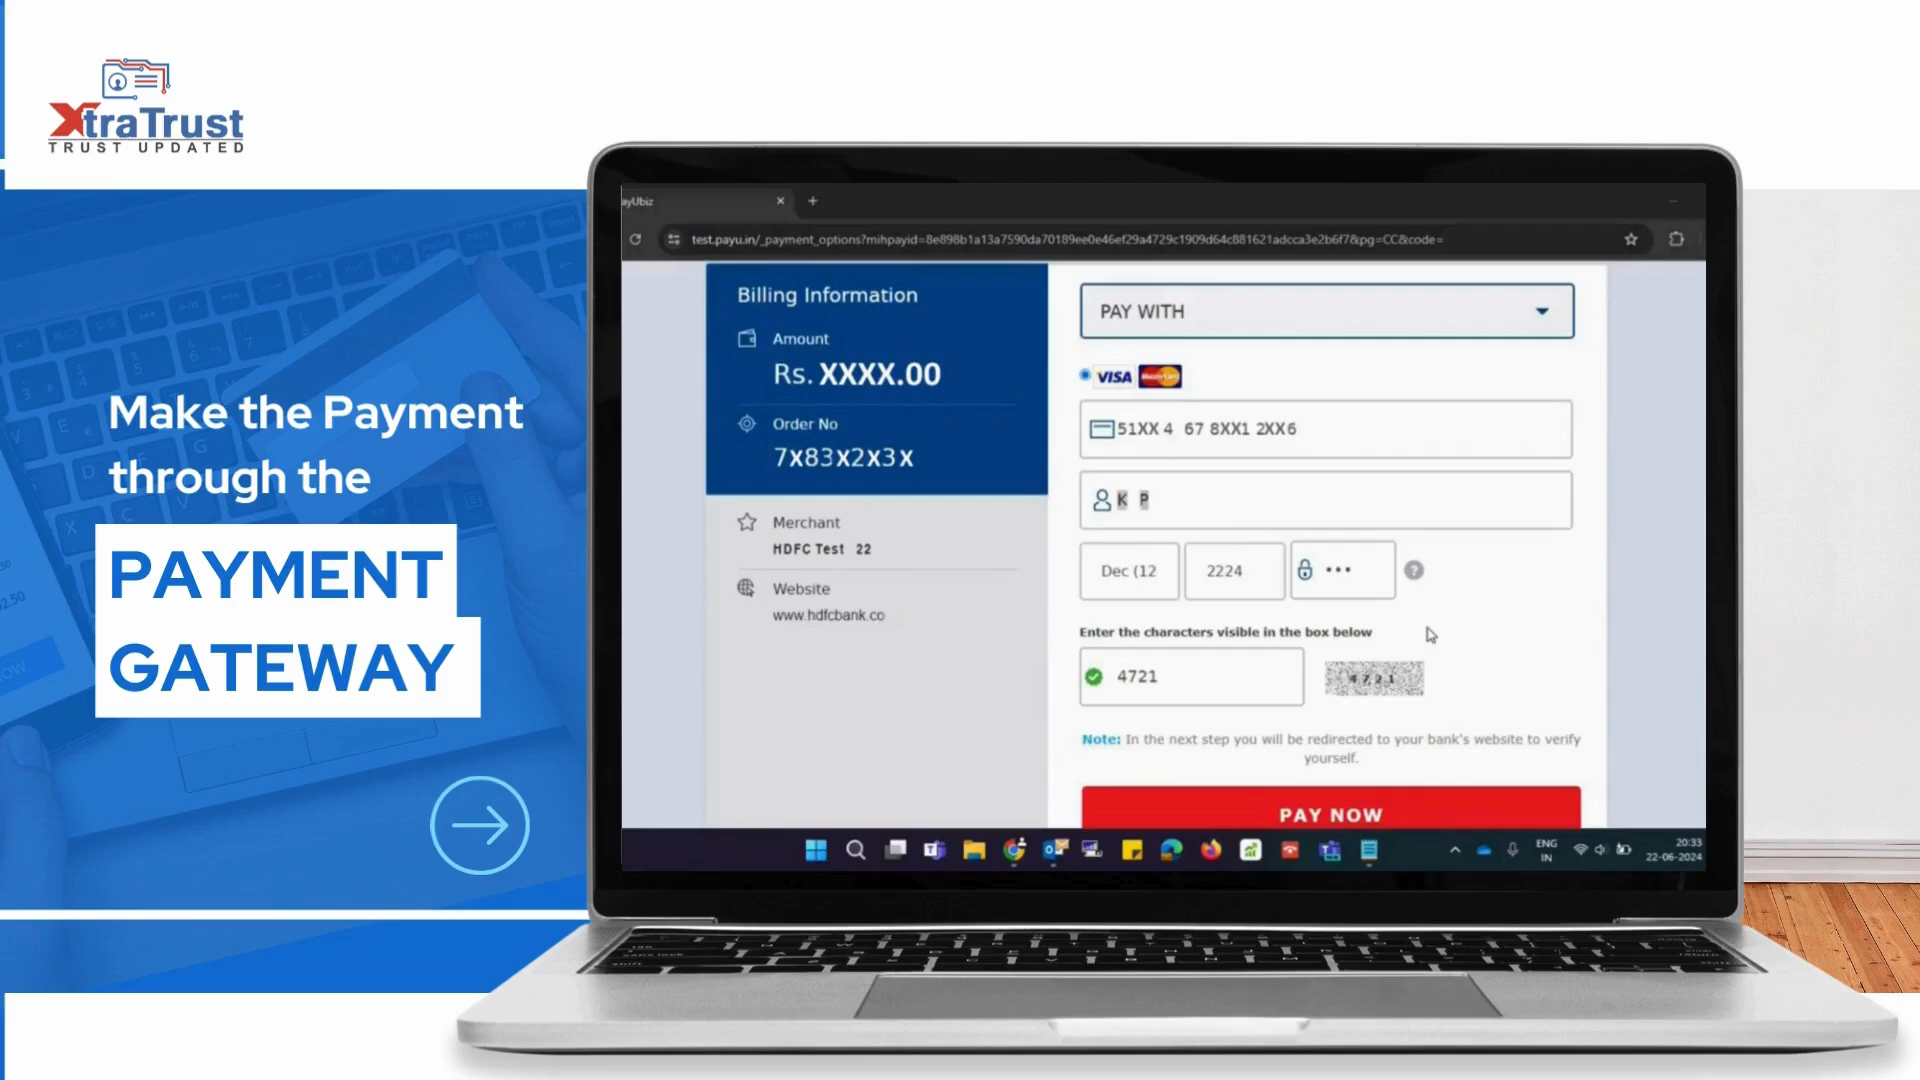 XtraTrust
TRUST UPDATED
Make the Payment
through the
PAYMENT
GATEWAY
ayUbiz
test.payu.in/_payment_options?mihpayid=8e898b1a13a7590da70189ee0e46ef29a4729c1909d64c881621adcca3e2b6f7&pg=CC&code=
Billing Information
Amount
Rs. XXXX.00
Order No
7X83X2X3X
Merchant
HDFC Test 22
Website
www.hdfcbank.co
PAY WITH
VISA MasterCard
51XX 4 67 8XX1 2XX6
K P
Dec (12 2224
Enter the characters visible in the box below
4721 4721
Note: In the next step you will be redirected to your bank's website to verify
yourself.
PAY NOW
ENG
IN
20:33
22-06-2024